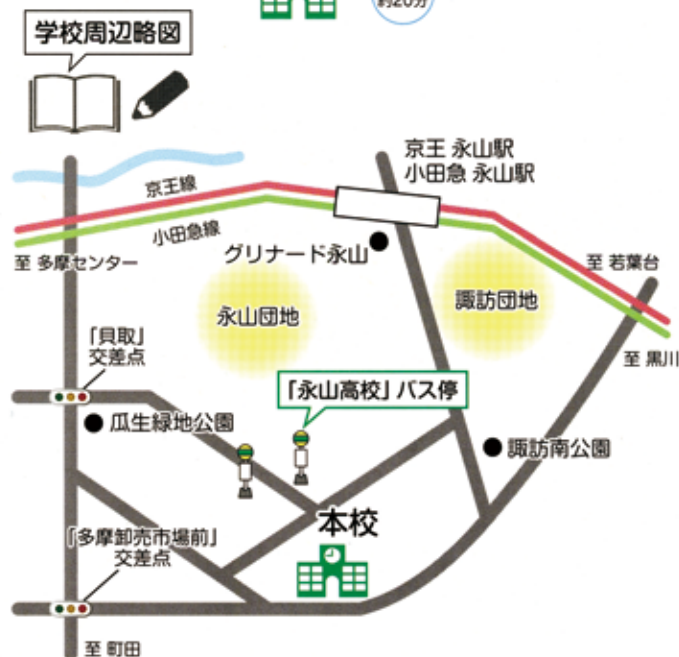 約20分
学校周辺略図
京王 永山駅
小田急 永山駅
京王線
小田急線
至 多摩センター
グリナード永山
至 若葉台
永山団地
諏訪団地
至 黒川
「貝取」
交差点
「永山高校」バス停
瓜生緑地公園
諏訪南公園
本校
「多摩卸売市場前」
交差点
至 町田